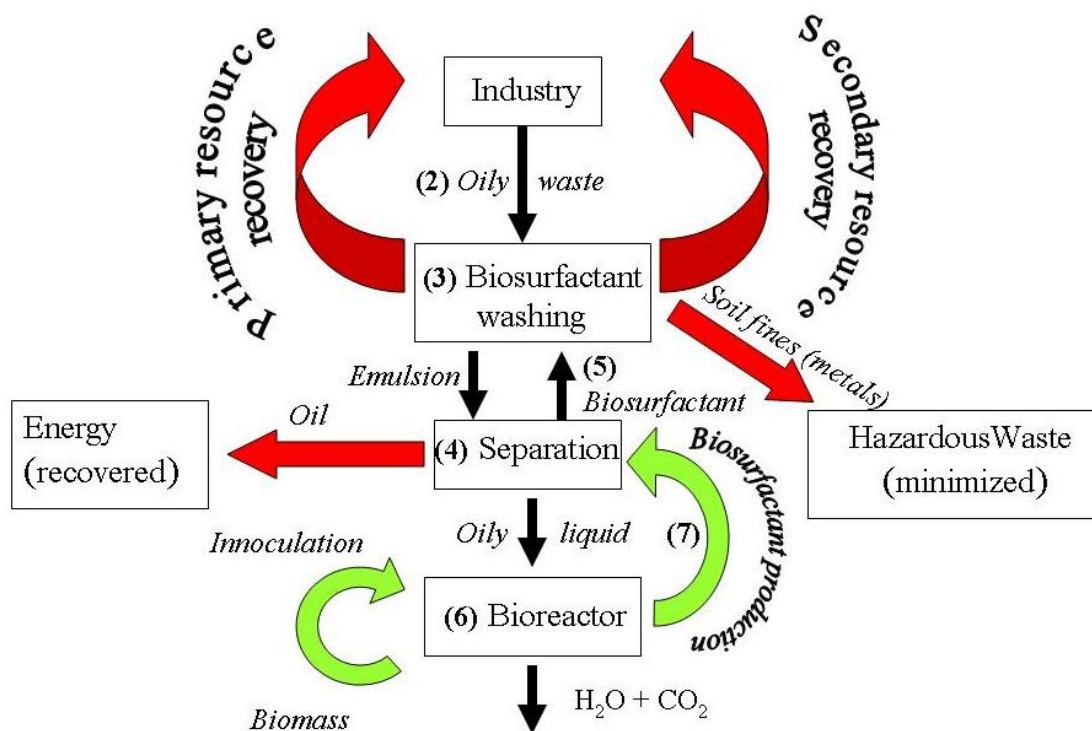 Primary resource
recovery
Secondary resource
recovery
Industry
(2) Oily waste
(3) Biosurfactant
washing
Soil fines (metals)
Emulsion
(5)
Biosurfactant
Oil
Energy
(recovered)
(4) Separation
HazardousWaste
(minimized)
Biosurfactant production
(7)
Oily liquid
Innoculation
(6) Bioreactor
Biomass
H₂O + CO₂